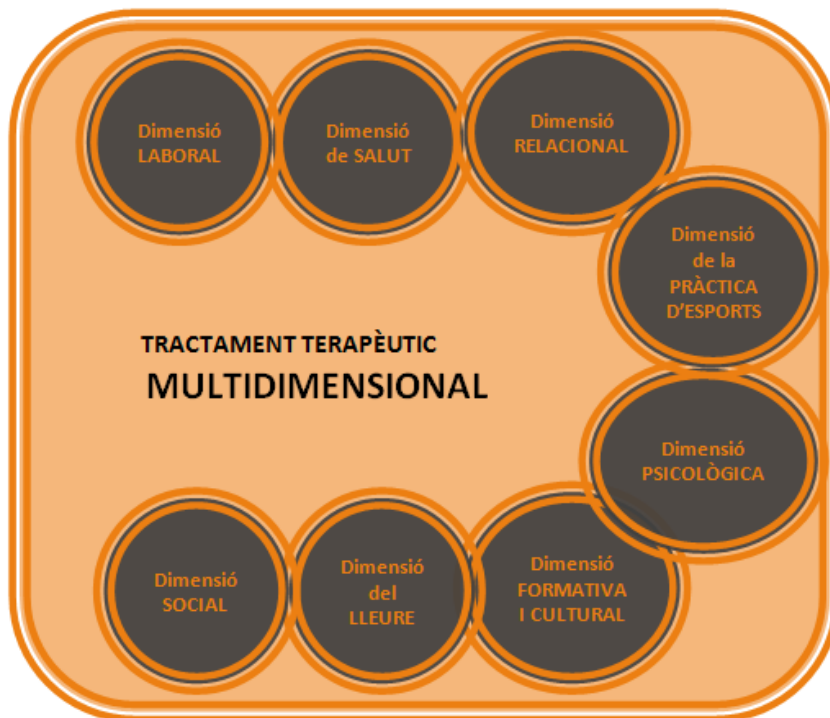 Dimensió
LABORAL
Dimensió
de SALUT
Dimensió
RELACIONAL
Dimensió
de la
PRÀCTICA
D'ESPORTS
TRACTAMENT TERAPÈUTIC
MULTIDIMENSIONAL
Dimensió
PSICOLÒGICA
Dimensió
SOCIAL
Dimensió
del
LLEURE
Dimensió
FORMATIVA
I CULTURAL